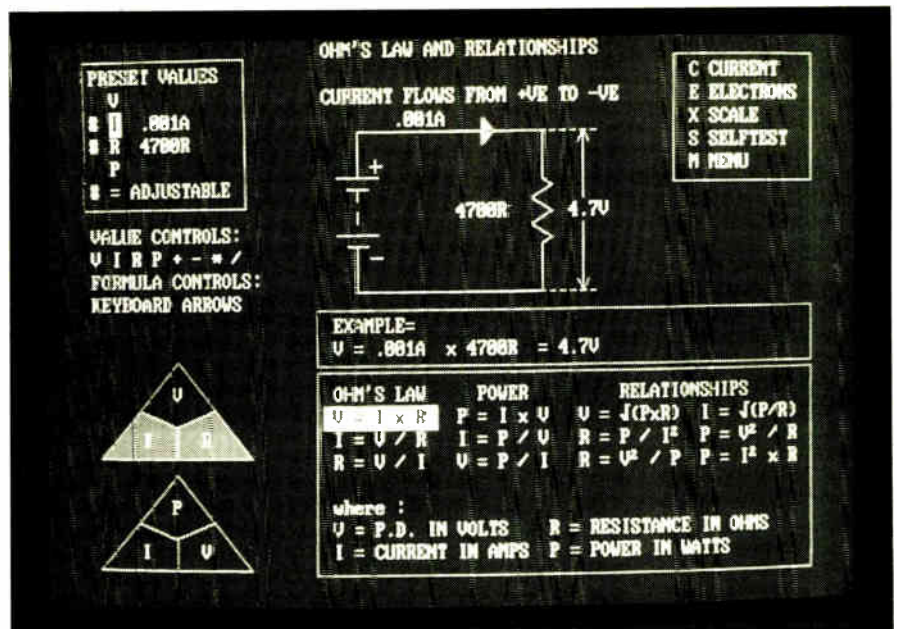 OHM'S LAW AND RELATIONSHIPS
PRESET VALUES
V
I .001A
R 4700R
P
= ADJUSTABLE
VALUE CONTROLS:
V I R P + - * /
FORMULA CONTROLS:
KEYBOARD ARROWS
CURRENT FLOWS FROM +VE TO -VE
.001A
+
4700R
4.7V
-
C CURRENT
E ELECTRONS
X SCALE
S SELFTEST
M MENU
EXAMPLE=
V = .001A x 4700R = 4.7V
V
I R
P
I V
OHM'S LAW POWER RELATIONSHIPS
V = I x R P = I x V V = √(PxR) I = √(P/R)
I = V / R I = P / V R = P / I² P = V² / R
R = V / I V = P / I R = V² / P P = I² x R
where :
V = P.D. IN VOLTS R = RESISTANCE IN OHMS
I = CURRENT IN AMPS P = POWER IN WATTS